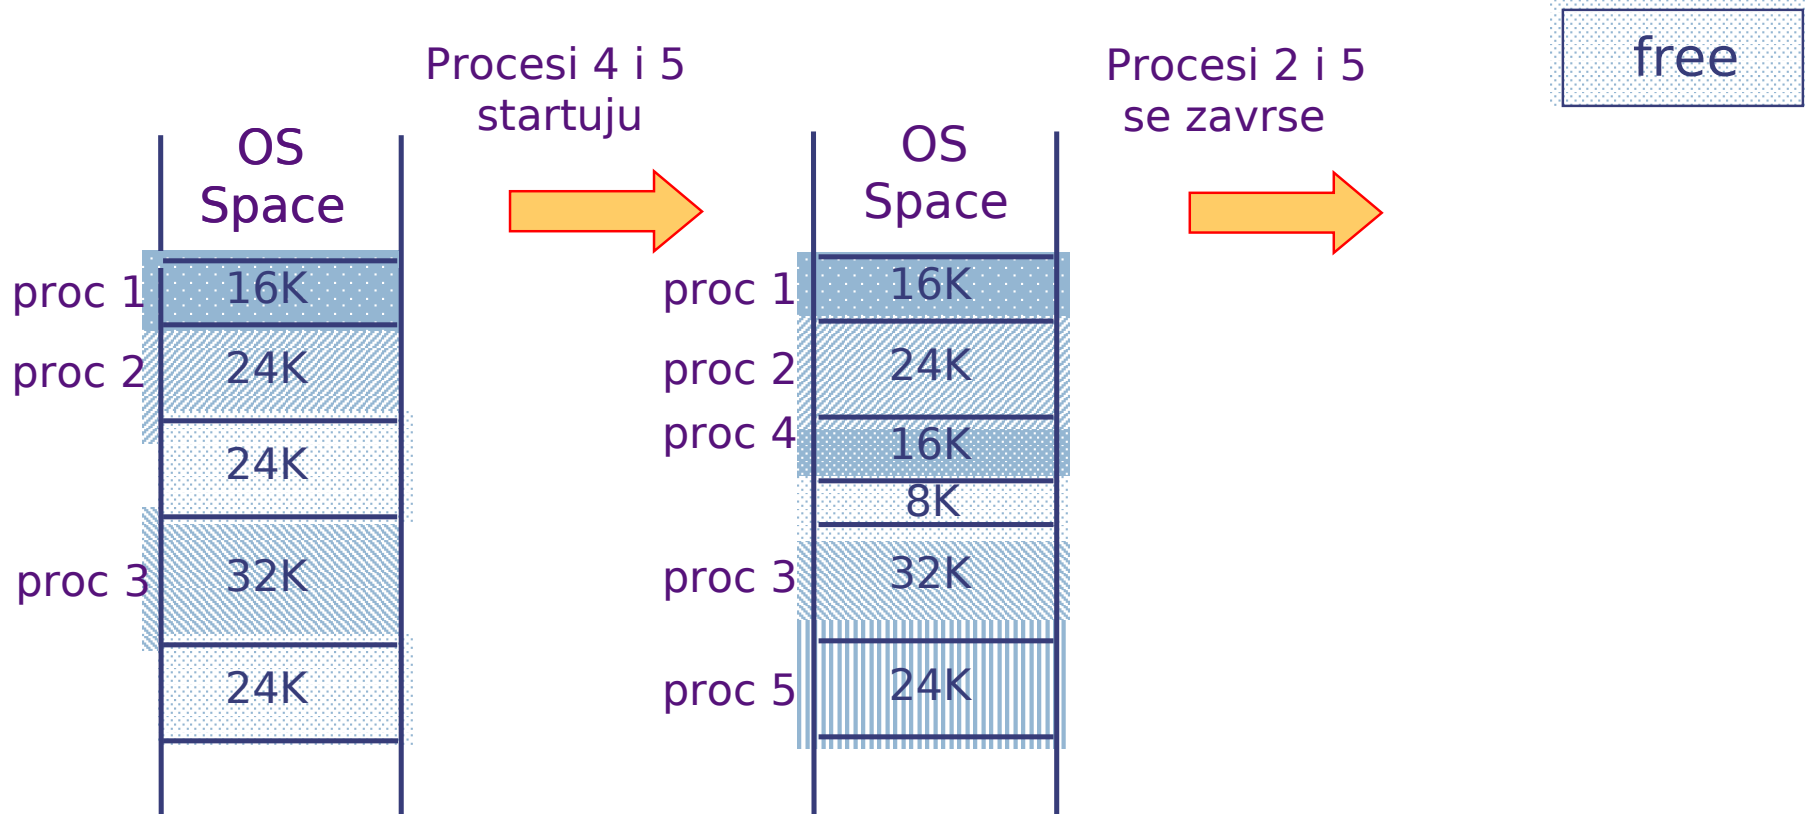 Procesi 4 i 5
startuju
Procesi 2 i 5
se zavrse
free
OS
Space
proc 1
16K
proc 2
24K
24K
proc 3
32K
24K
OS
Space
proc 1
16K
proc 2
24K
proc 4
16K
8K
proc 3
32K
proc 5
24K